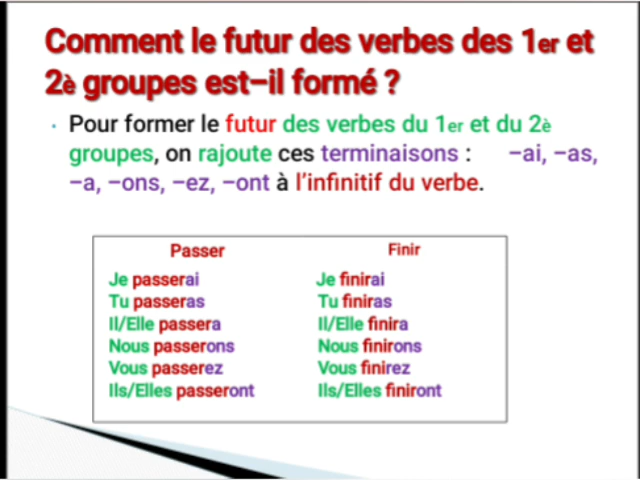 Comment le futur des verbes des 1er et
2è groupes est-il formé ?
• Pour former le futur des verbes du 1er et du 2è
groupes, on rajoute ces terminaisons : –ai, –as,
–a, –ons, –ez, –ont à l'infinitif du verbe.
Passer
Je passerai
Tu passeras
Il/Elle passera
Nous passerons
Vous passerez
Ils/Elles passeront
Finir
Je finirai
Tu finiras
Il/Elle finira
Nous finirons
Vous finirez
Ils/Elles finiront